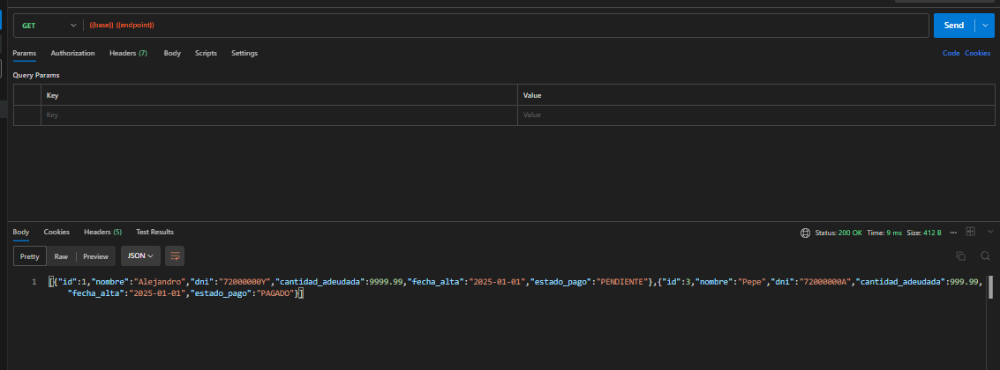 GET {{base}} {{endpoint}} Send
Params Authorization Headers (7) Body Scripts Settings Code Cookies
Query Params
Key Value
Key Value
Body Cookies Headers (5) Test Results Status: 200 OK Time: 9 ms Size: 412 B
Pretty Raw Preview JSON
1 [{"id":1,"nombre":"Alejandro","dni":"72000000Y","cantidad_adeudada":9999.99,"fecha_alta":"2025-01-01","estado_pago":"PENDIENTE"},{"id":3,"nombre":"Pepe","dni":"72000000A","cantidad_adeudada":999.99,
"fecha_alta":"2025-01-01","estado_pago":"PAGADO"}]